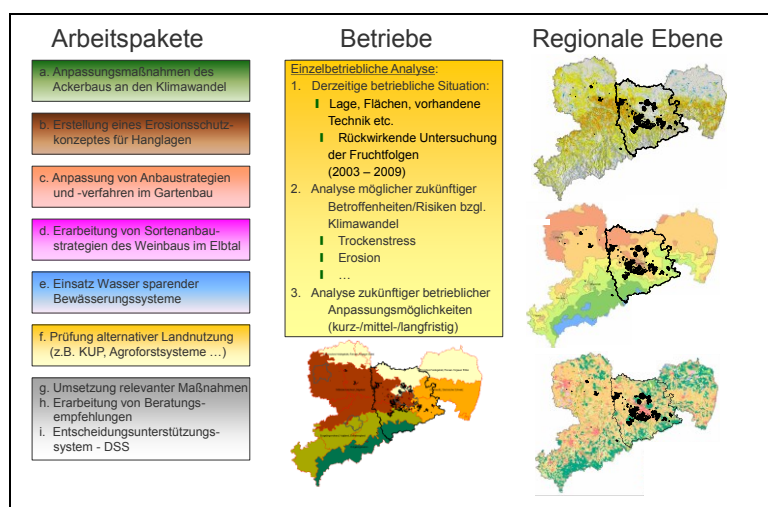 Arbeitspakete
a. Anpassungsmaßnahmen des
Ackerbaus an den Klimawandel
b. Erstellung eines Erosionsschutz-
konzeptes für Hanglagen
c. Anpassung von Anbaustrategien
und -verfahren im Gartenbau
d. Erarbeitung von Sortenanbau-
strategien des Weinbaus im Elbtal
e. Einsatz Wasser sparender
Bewässerungssysteme
f. Prüfung alternativer Landnutzung
(z.B. KUP, Agroforstsysteme ...)
g. Umsetzung relevanter Maßnahmen
h. Erarbeitung von Beratungs-
empfehlungen
i. Entscheidungsunterstützungs-
system - DSS
Betriebe
Einzelbetriebliche Analyse:
1. Derzeitige betriebliche Situation:
Lage, Flächen, vorhandene
Technik etc.
Rückwirkende Untersuchung
der Fruchtfolgen
(2003 – 2009)
2. Analyse möglicher zukünftiger
Betroffenheiten/Risiken bzgl.
Klimawandel
Trockenstress
Erosion
...
3. Analyse zukünftiger betrieblicher
Anpassungsmöglichkeiten
(kurz-/mittel-/langfristig)
Regionale Ebene